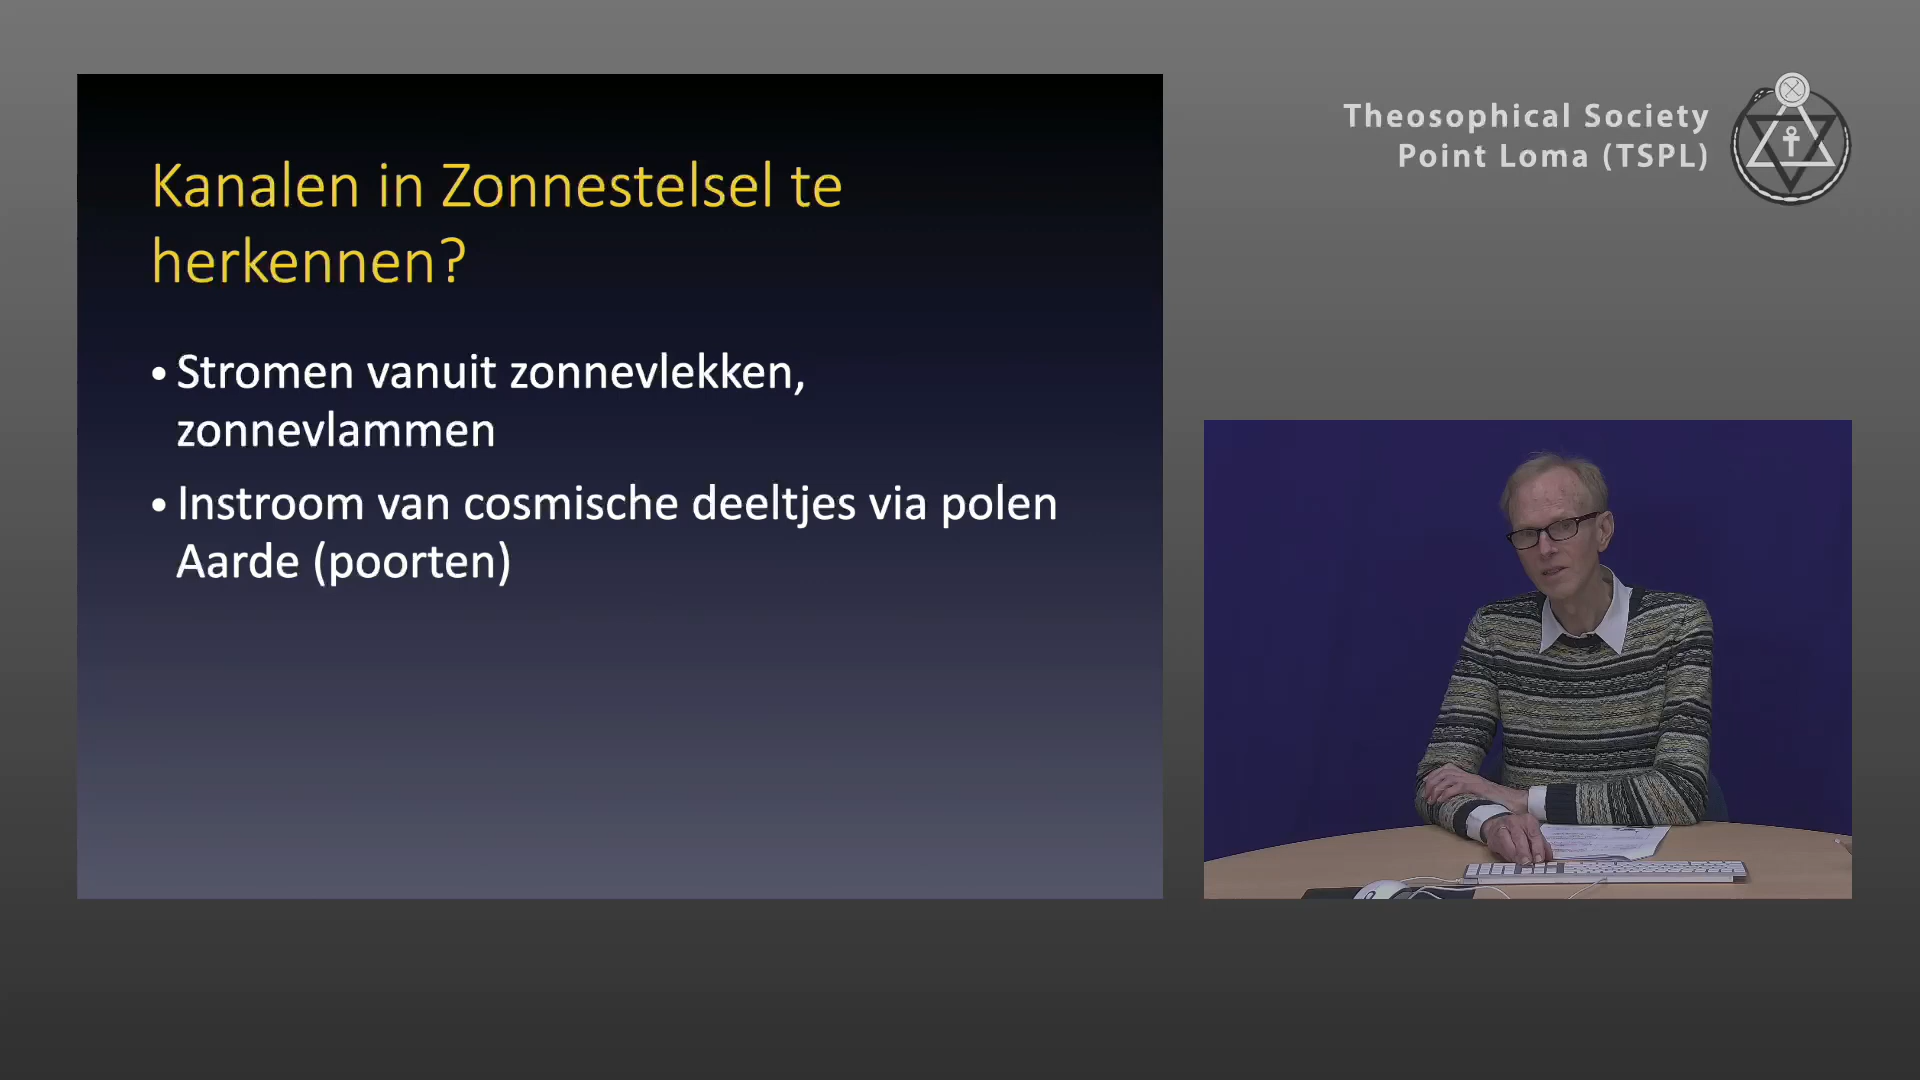 Kanalen in Zonnestelsel te
herkennen?
• Stromen vanuit zonnevlekken,
zonnevlammen
• Instroom van cosmische deeltjes via polen
Aarde (poorten)
Theosophical Society
Point Loma (TSPL)